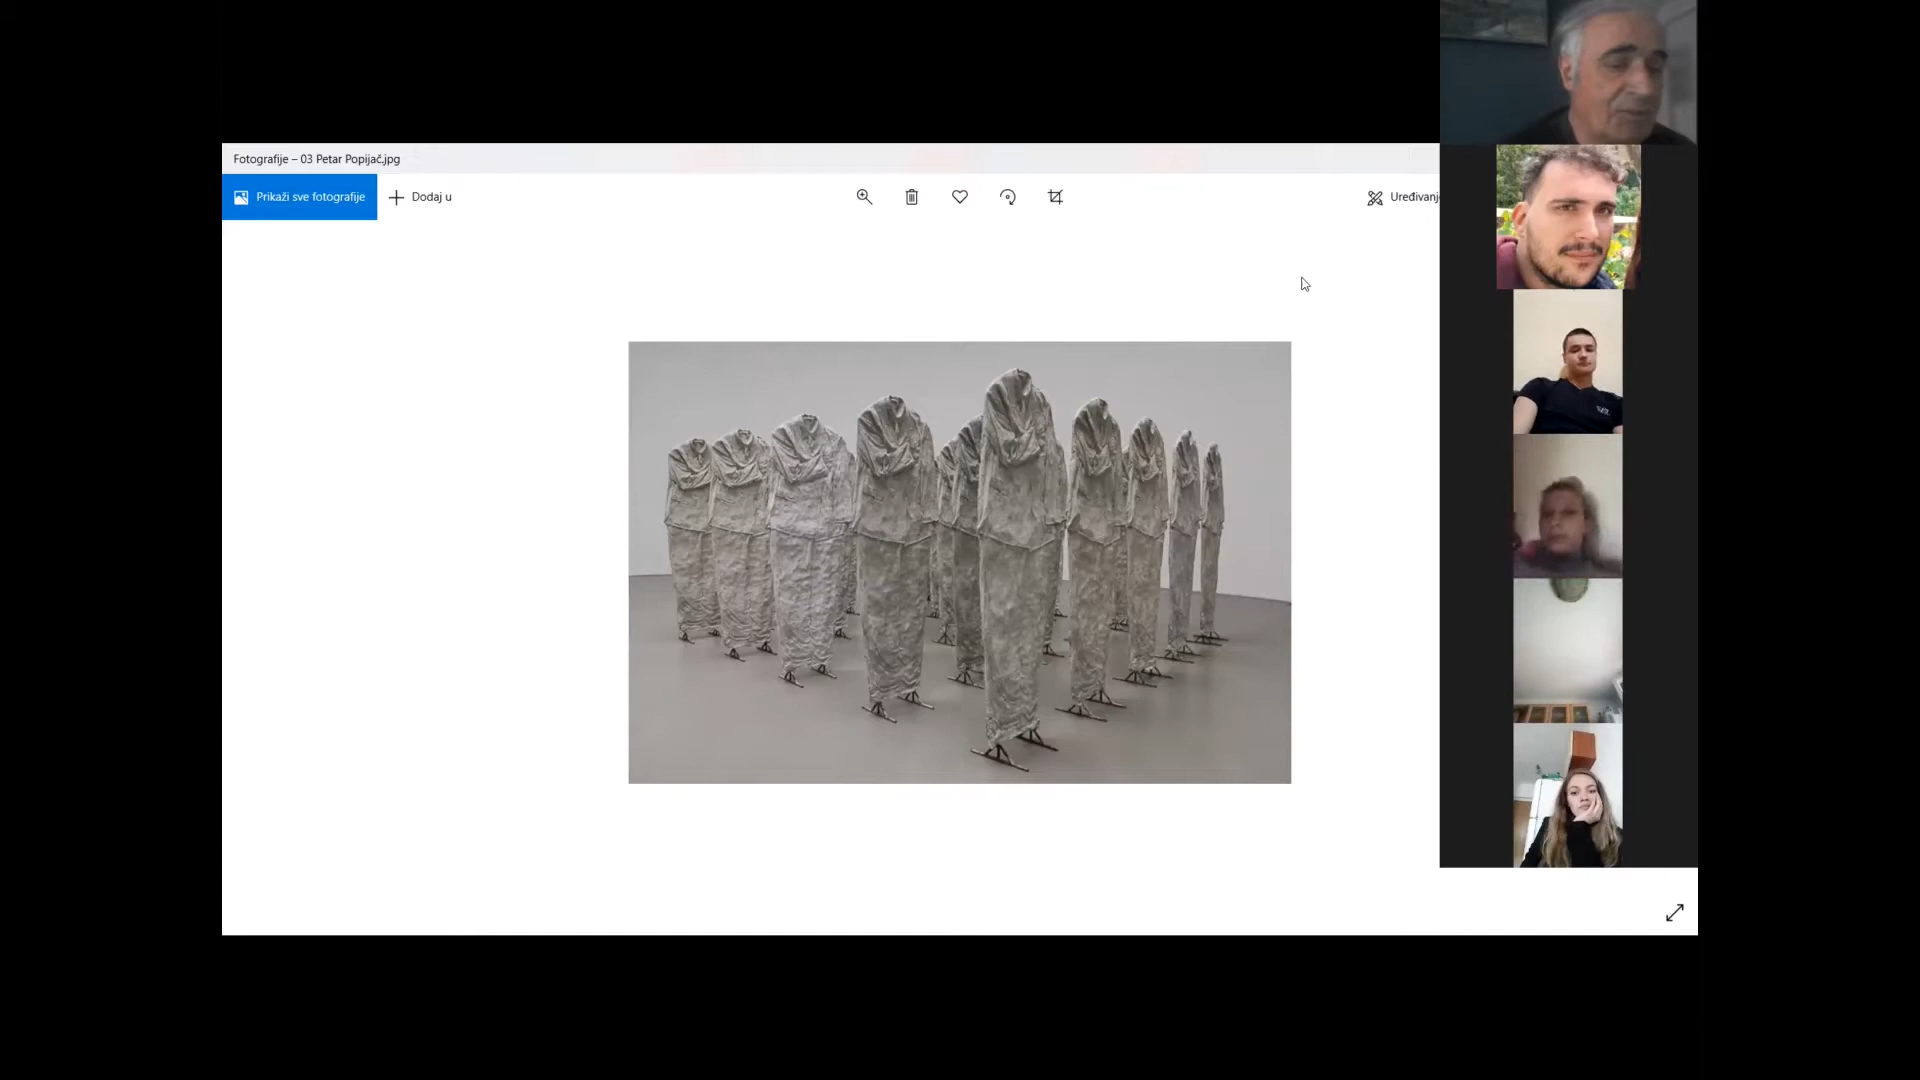 Fotografije – 03 Petar Popijač.jpg
Prikaži sve fotografije
Dodaj u
Uređivanj